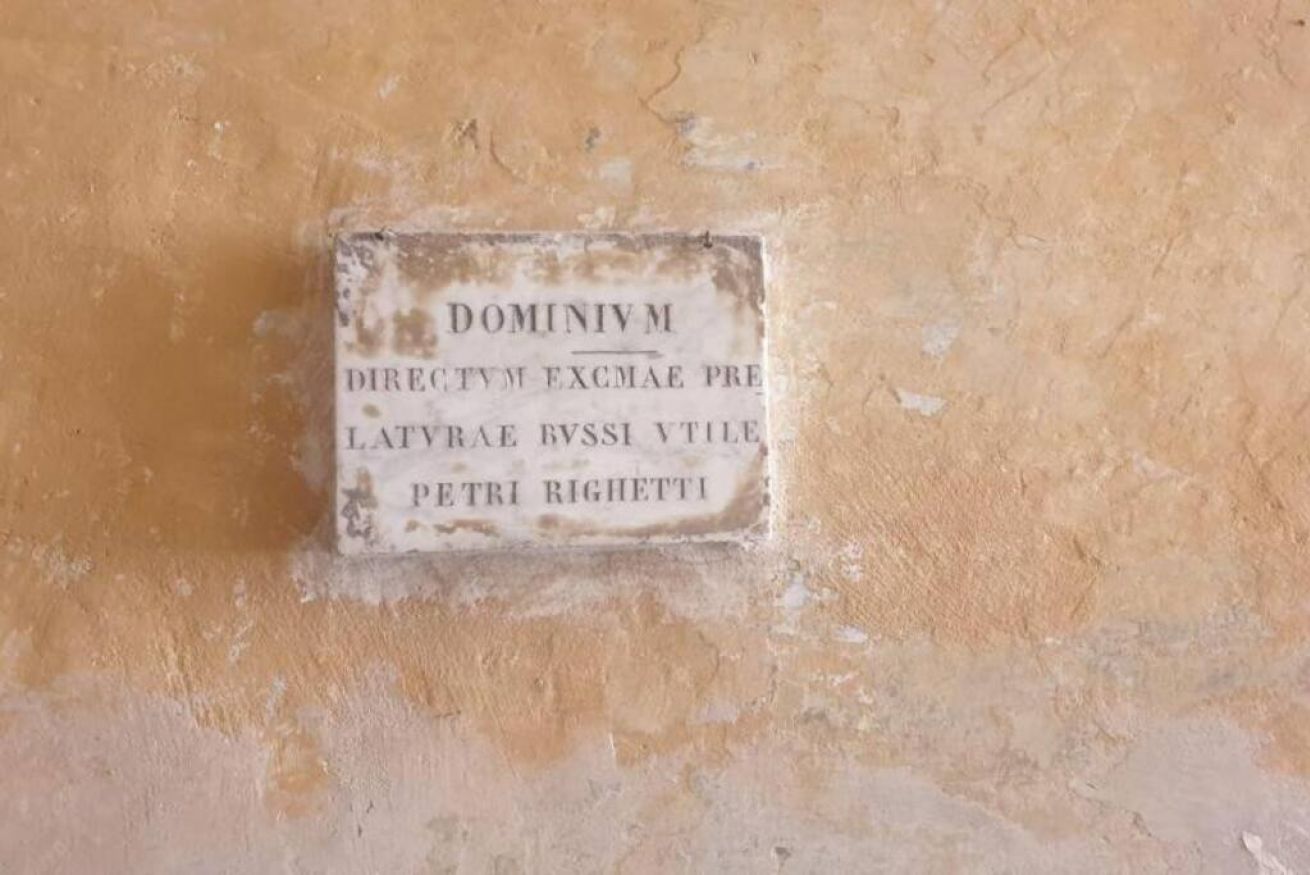 DOMINIVM
DIRECTVM EXCMAE PRE
LATVRAE BVSSI VTILE
PETRI RIGHETTI